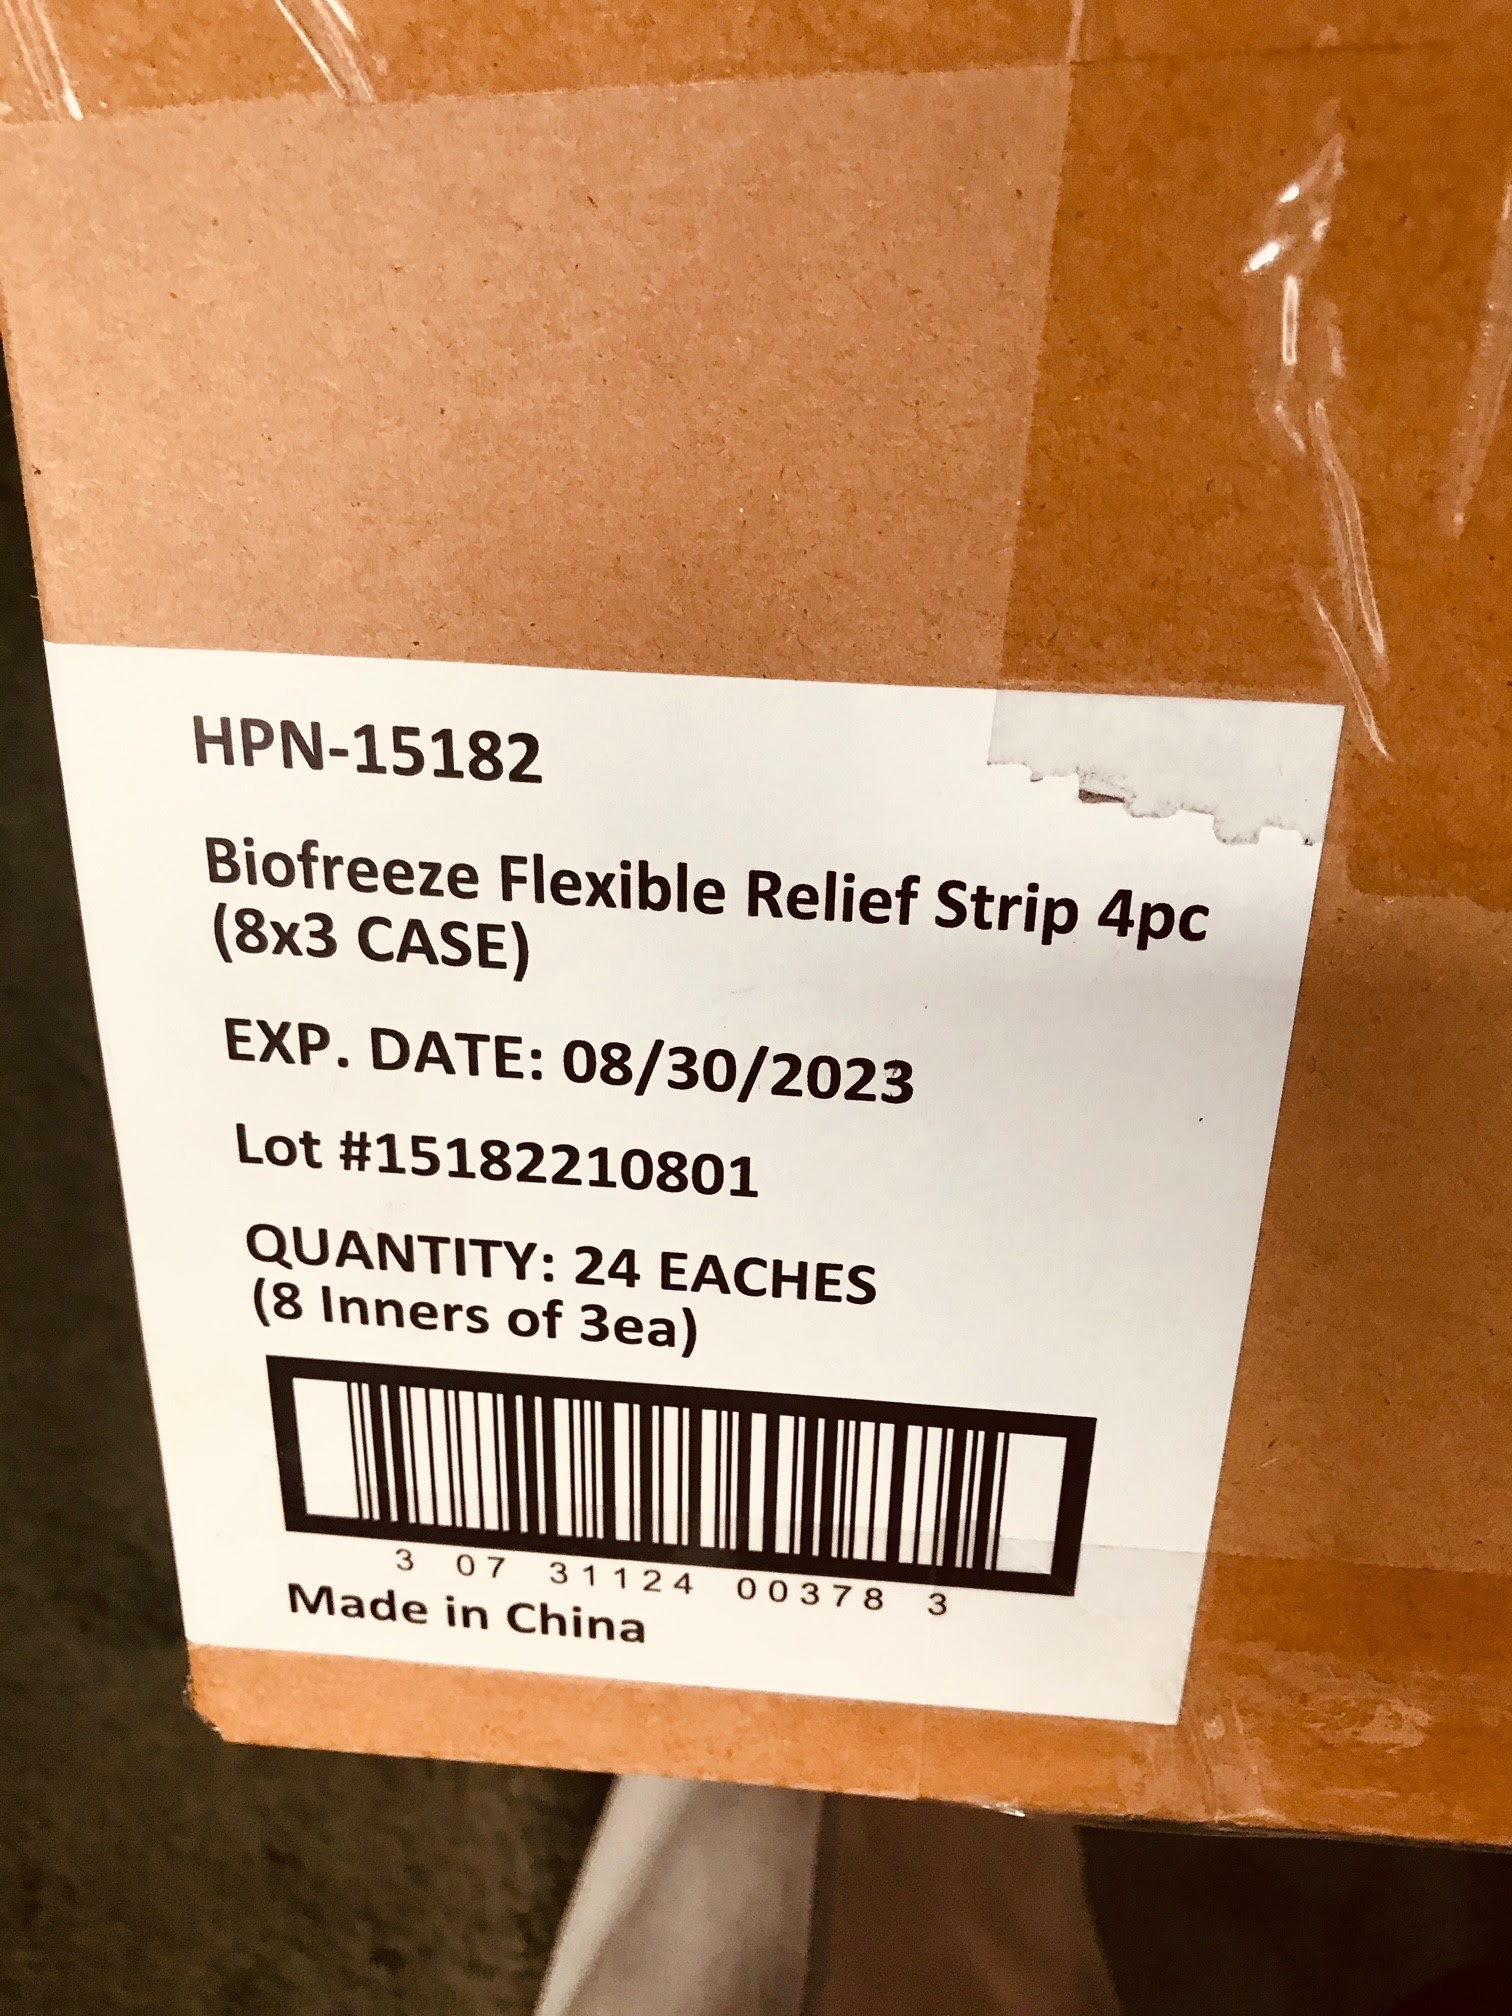 HPN-15182
Biofreeze Flexible Relief Strip 4pc
(8x3 CASE)
EXP. DATE: 08/30/2023
Lot #15182210801
QUANTITY: 24 EACHES
(8 Inners of 3ea)
3 07 31124 00378 3
Made in China